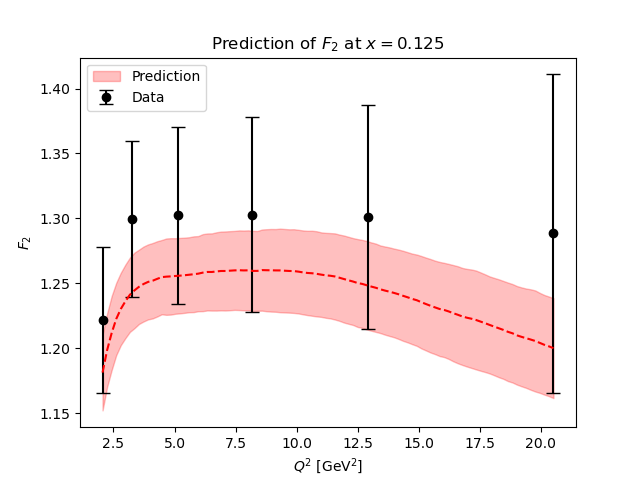 Prediction of F₂ at x = 0.125
Prediction
Data
F₂
1.40
1.35
1.30
1.25
1.20
1.15
2.5 5.0 7.5 10.0 12.5 15.0 17.5 20.0
Q² [GeV²]